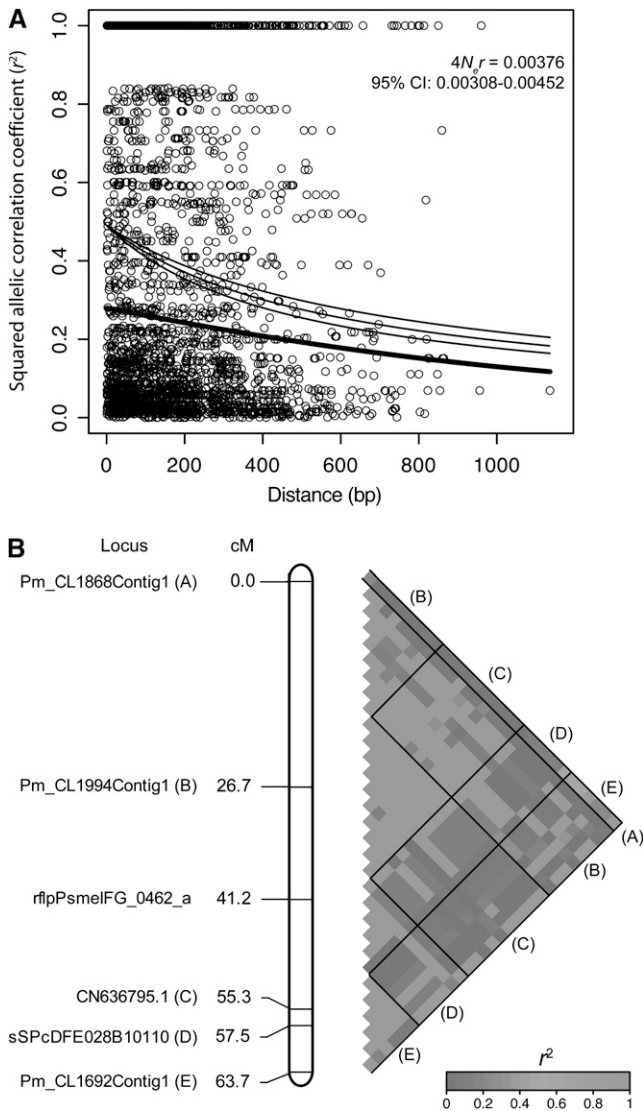 A
Squared allelic correlation coefficient (r²)
1.0
0.8
0.6
0.4
0.2
0.0
4Nₑr = 0.00376
95% CI: 0.00308-0.00452
0 200 400 600 800 1000
Distance (bp)
B
Locus cM
Pm_CL1868Contig1 (A) 0.0
Pm_CL1994Contig1 (B) 26.7
rflpPsmelFG_0462_a 41.2
CN636795.1 (C) 55.3
sSPcDFE028B10110 (D) 57.5
Pm_CL1692Contig1 (E) 63.7
(B)
(C)
(D)
(E)
(A)
(B)
(C)
(D)
(E)
r²
0 0.2 0.4 0.6 0.8 1